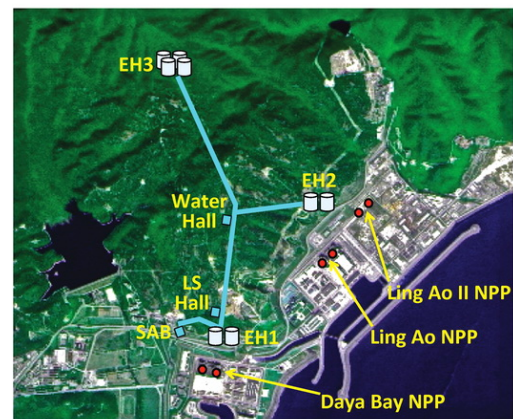 EH3
EH2
Water
Hall
Ling Ao II NPP
LS
Hall
Ling Ao NPP
SAB
EH1
Daya Bay NPP